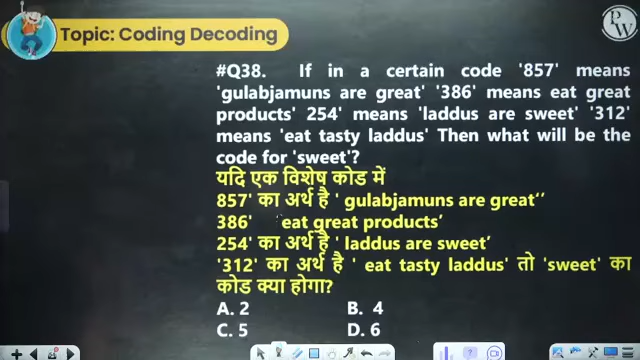 Topic: Coding Decoding
PW
#Q38. If in a certain code '857' means
'gulabjamuns are great' '386' means eat great
products' 254' means 'laddus are sweet' '312'
means 'eat tasty laddus' Then what will be the
code for 'sweet'?
यदि एक विशेष कोड में
857' का अर्थ है ' gulabjamuns are great‘’
386' eat great products’
254' का अर्थ है ' laddus are sweet’
'312' का अर्थ है ' eat tasty laddus' तो 'sweet' का
कोड क्या होगा?
A. 2 B. 4
C. 5 D. 6